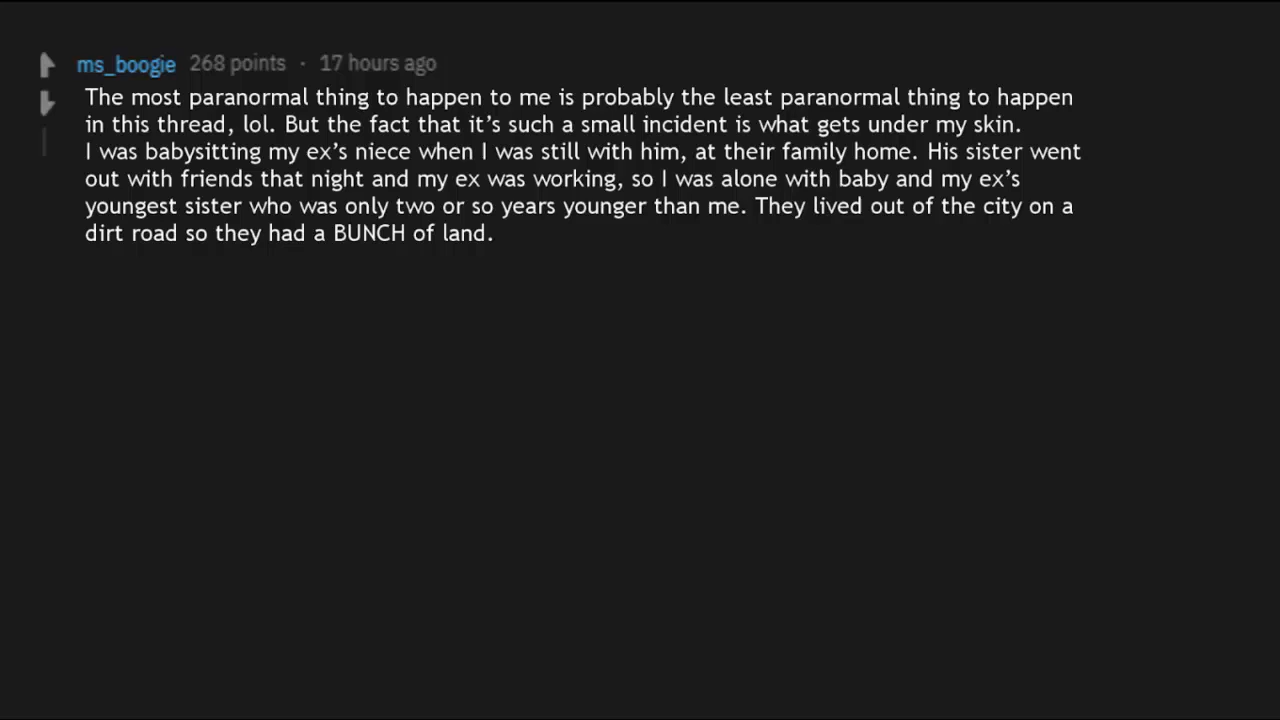 ms_boogie 268 points · 17 hours ago
The most paranormal thing to happen to me is probably the least paranormal thing to happen
in this thread, lol. But the fact that it’s such a small incident is what gets under my skin.
I was babysitting my ex’s niece when I was still with him, at their family home. His sister went
out with friends that night and my ex was working, so I was alone with baby and my ex’s
youngest sister who was only two or so years younger than me. They lived out of the city on a
dirt road so they had a BUNCH of land.